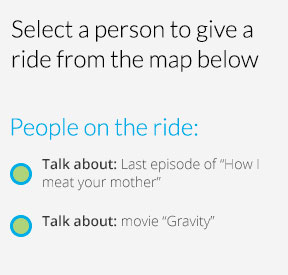 Select a person to give a
ride from the map below
People on the ride:
Talk about: Last episode of “How I
meat your mother”
Talk about: movie “Gravity”